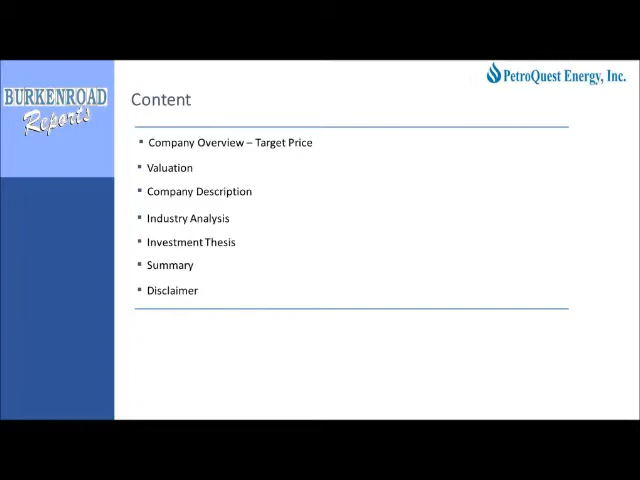 PetroQuest Energy, Inc.
BURKENROAD
Reports
Content
▪ Company Overview – Target Price
▪ Valuation
▪ Company Description
▪ Industry Analysis
▪ Investment Thesis
▪ Summary
▪ Disclaimer